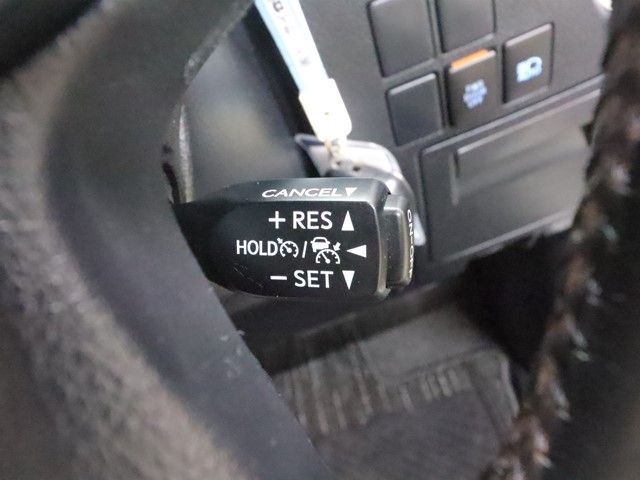 CANCEL▼
+ RES ▲
HOLD / ◄
− SET ▼